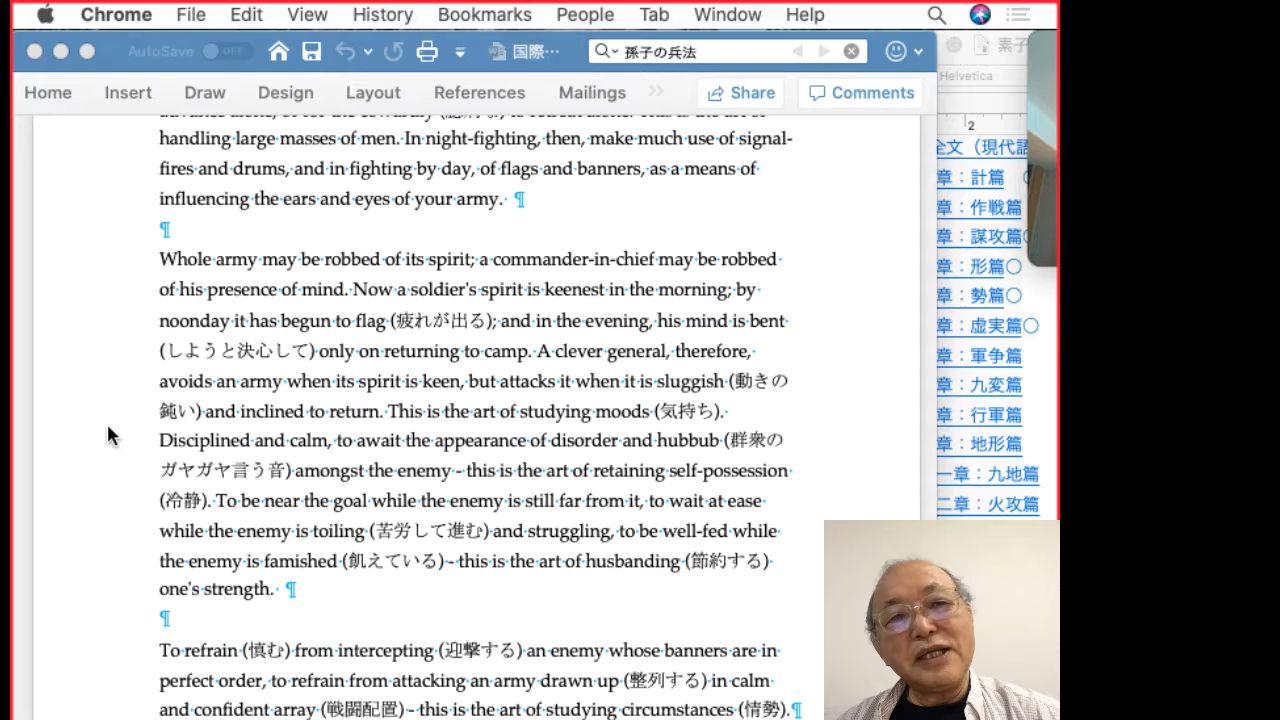 Chrome File Edit View History Bookmarks People Tab Window Help
AutoSave OFF 国際… 孫子の兵法
Home Insert Draw Design Layout References Mailings Share Comments
Helvetica
2
handling large masses of men. In night-fighting, then, make much use of signal-
fires and drums, and in fighting by day, of flags and banners, as a means of
influencing the ears and eyes of your army. ¶
¶
Whole army may be robbed of its spirit; a commander-in-chief may be robbed
of his presence of mind. Now a soldier's spirit is keenest in the morning; by
noonday it has begun to flag (疲れが出る); and in the evening, his mind is bent
(しようと決心して) only on returning to camp. A clever general, therefore,
avoids an army when its spirit is keen, but attacks it when it is sluggish (動きの
鈍い) and inclined to return. This is the art of studying moods (気持ち).
Disciplined and calm, to await the appearance of disorder and hubbub (群衆の
ガヤガヤ言う音) amongst the enemy - this is the art of retaining self-possession
(冷静). To be near the goal while the enemy is still far from it, to wait at ease
while the enemy is toiling (苦労して進む) and struggling, to be well-fed while
the enemy is famished (飢えている) - this is the art of husbanding (節約する)
one's strength. ¶
¶
To refrain (慎む) from intercepting (迎撃する) an enemy whose banners are in
perfect order, to refrain from attacking an army drawn up (整列する) in calm
and confident array (戦闘配置) - this is the art of studying circumstances (情勢).¶
全文（現代語
章：計篇
章：作戦篇
章：謀攻篇
章：形篇○
章：勢篇○
章：虚実篇○
章：軍争篇
章：九変篇
章：行軍篇
章：地形篇
一章：九地篇
二章：火攻篇